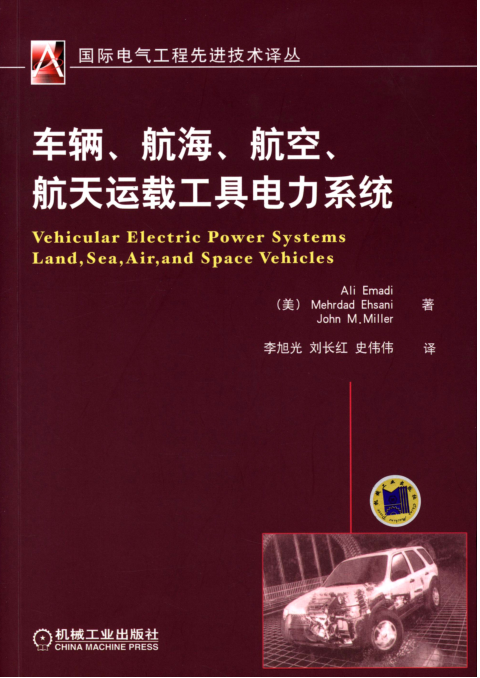 国际电气工程先进技术译丛
车辆、航海、航空、
航天运载工具电力系统
Vehicular Electric Power Systems
Land,Sea,Air,and Space Vehicles
Ali Emadi
（美） Mehrdad Ehsani 著
John M.Miller
李旭光 刘长红 史伟伟 译
机械工业出版社
CHINA MACHINE PRESS